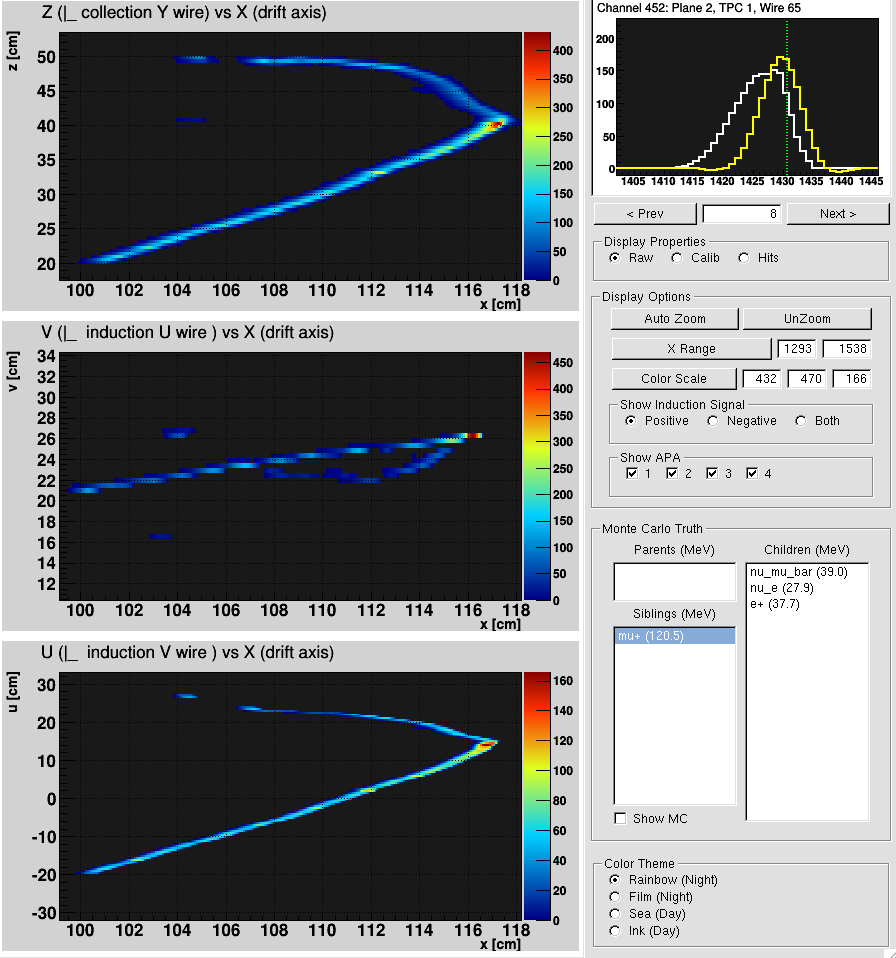 Z (|_ collection Y wire) vs X (drift axis)
z [cm]
50
45
40
35
30
25
20
100 102 104 106 108 110 112 114 116 118
x [cm]
400
350
300
250
200
150
100
50
0
V (|_ induction U wire ) vs X (drift axis)
v [cm]
34
32
30
28
26
24
22
20
18
16
14
12
100 102 104 106 108 110 112 114 116 118
x [cm]
450
400
350
300
250
200
150
100
50
0
U (|_ induction V wire ) vs X (drift axis)
u [cm]
30
20
10
0
-10
-20
-30
100 102 104 106 108 110 112 114 116 118
x [cm]
160
140
120
100
80
60
40
20
0
Channel 452: Plane 2, TPC 1, Wire 65
200
150
100
50
0
1405 1410 1415 1420 1425 1430 1435 1440 1445
< Prev 8 Next >
Display Properties
Raw Calib Hits
Display Options
Auto Zoom UnZoom
X Range 1293 1538
Color Scale 432 470 166
Show Induction Signal
Positive Negative Both
Show APA
1 2 3 4
Monte Carlo Truth
Parents (MeV) Children (MeV)
nu_mu_bar (39.0)
nu_e (27.9)
e+ (37.7)
Siblings (MeV)
mu+ (120.5)
Show MC
Color Theme
Rainbow (Night)
Film (Night)
Sea (Day)
Ink (Day)